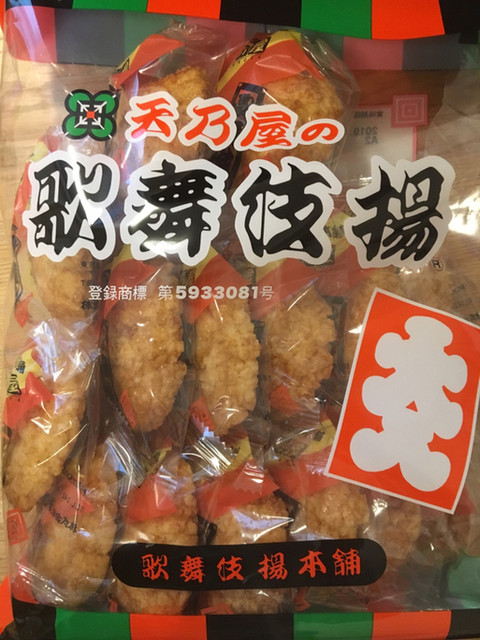 天乃屋の
歌舞伎揚
登録商標 第5933081号
歌舞伎揚本舗